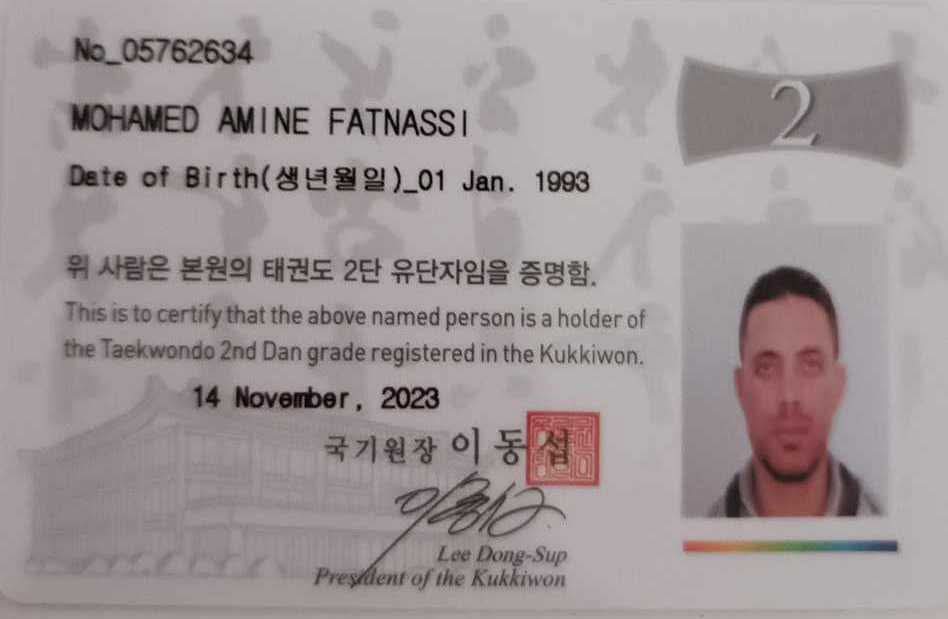 No_05762634
2
MOHAMED AMINE FATNASSI
Date of Birth(생년월일)_01 Jan. 1993
위 사람은 본원의 태권도 2단 유단자임을 증명함.
This is to certify that the above named person is a holder of
the Taekwondo 2nd Dan grade registered in the Kukkiwon.
14 November, 2023
국기원장 이동섭
Lee Dong-Sup
President of the Kukkiwon